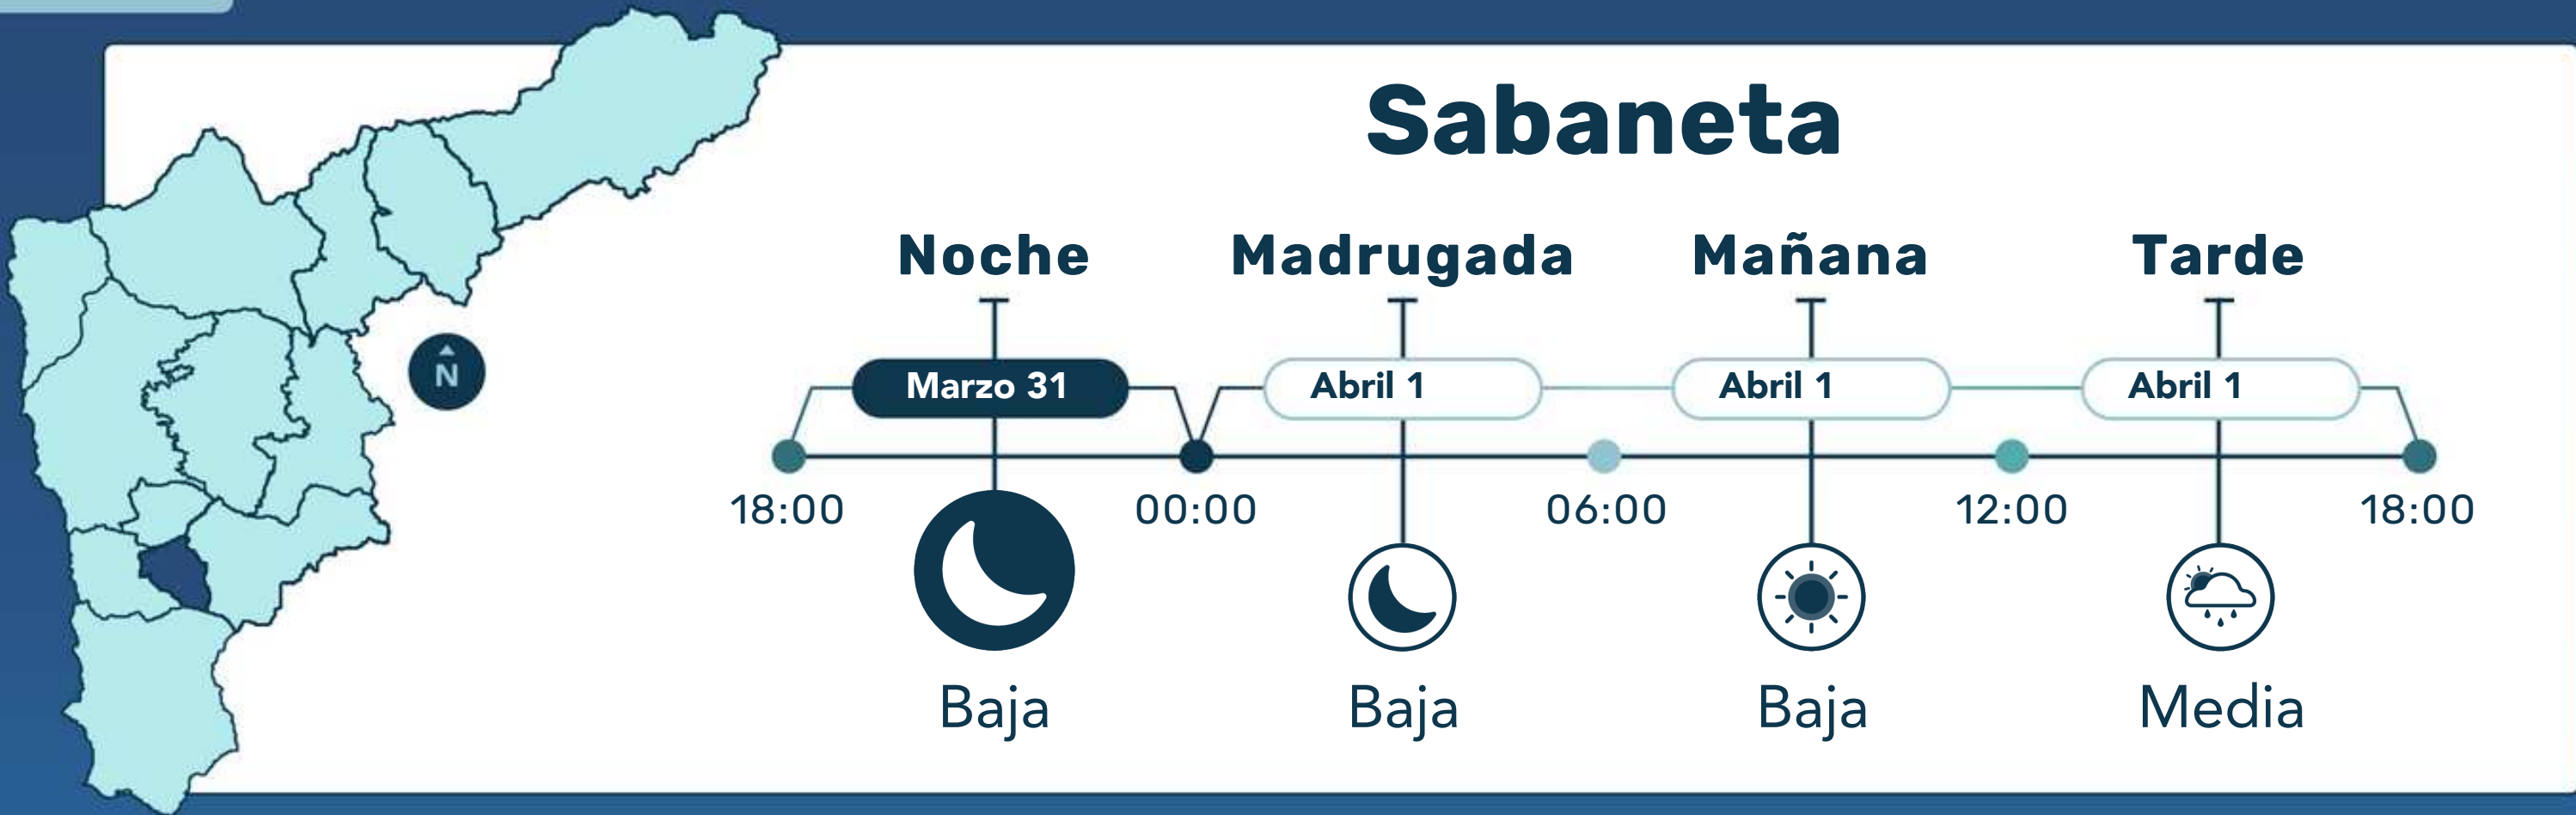 Sabaneta
Noche Madrugada Mañana Tarde
N
Marzo 31 Abril 1 Abril 1 Abril 1
18:00 00:00 06:00 12:00 18:00
Baja Baja Baja Media